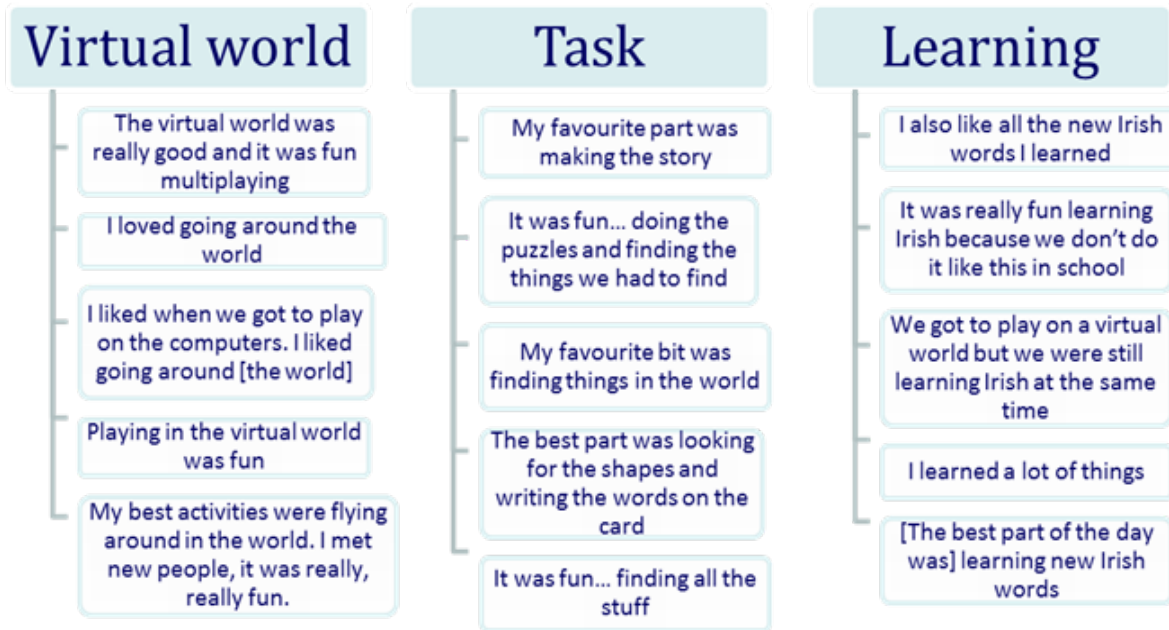 Virtual world
The virtual world was
really good and it was fun
multiplaying
I loved going around the
world
I liked when we got to play
on the computers. I liked
going around [the world]
Playing in the virtual world
was fun
My best activities were flying
around in the world. I met
new people, it was really,
really fun.
Task
My favourite part was
making the story
It was fun... doing the
puzzles and finding the
things we had to find
My favourite bit was
finding things in the world
The best part was looking
for the shapes and
writing the words on the
card
It was fun... finding all the
stuff
Learning
I also like all the new Irish
words I learned
It was really fun learning
Irish because we don't do
it like this in school
We got to play on a virtual
world but we were still
learning Irish at the same
time
I learned a lot of things
[The best part of the day
was] learning new Irish
words